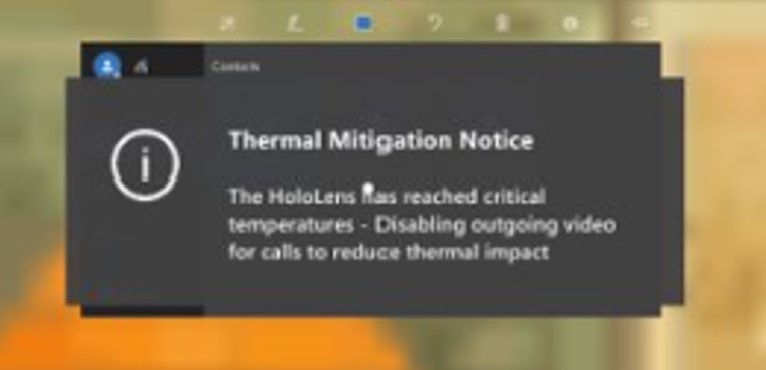 Contacts
Thermal Mitigation Notice
The HoloLens has reached critical
temperatures - Disabling outgoing video
for calls to reduce thermal impact